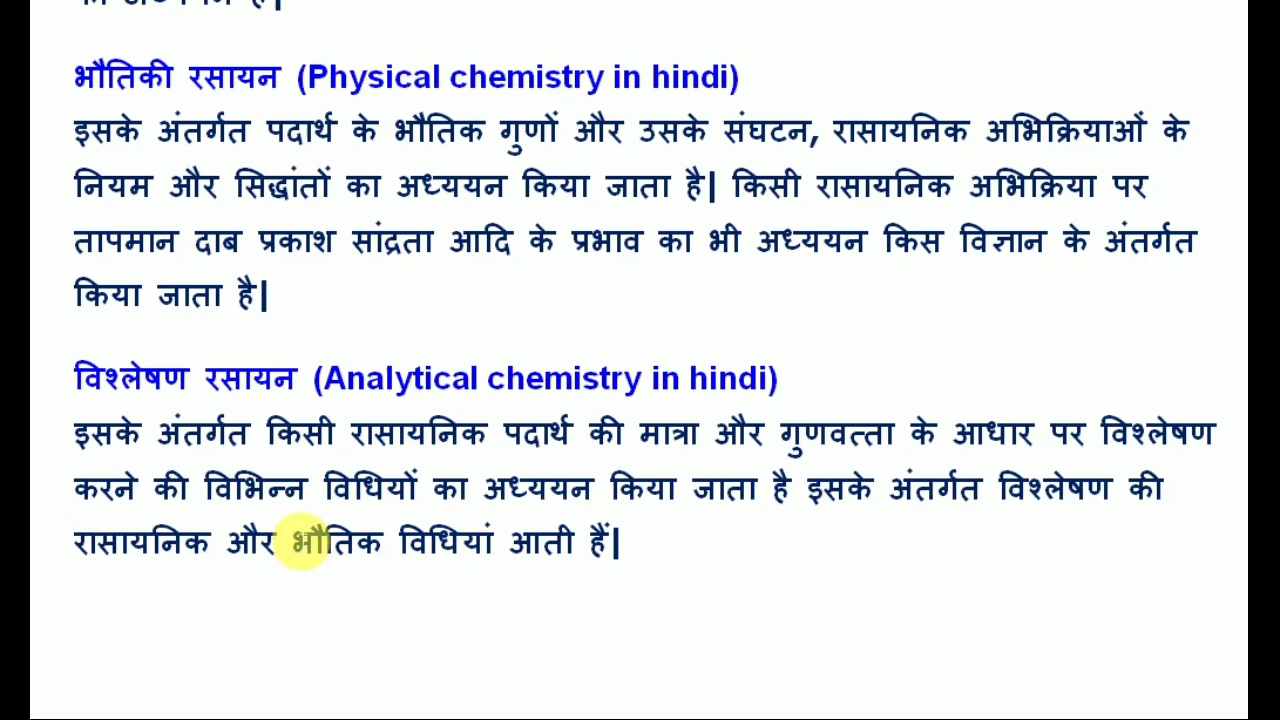 भौतिकी रसायन (Physical chemistry in hindi)
इसके अंतर्गत पदार्थ के भौतिक गुणों और उसके संघटन, रासायनिक अभिक्रियाओं के
नियम और सिद्धांतों का अध्ययन किया जाता है| किसी रासायनिक अभिक्रिया पर
तापमान दाब प्रकाश सांद्रता आदि के प्रभाव का भी अध्ययन किस विज्ञान के अंतर्गत
किया जाता है|
विश्लेषण रसायन (Analytical chemistry in hindi)
इसके अंतर्गत किसी रासायनिक पदार्थ की मात्रा और गुणवत्ता के आधार पर विश्लेषण
करने की विभिन्न विधियों का अध्ययन किया जाता है इसके अंतर्गत विश्लेषण की
रासायनिक और भौतिक विधियां आती हैं|